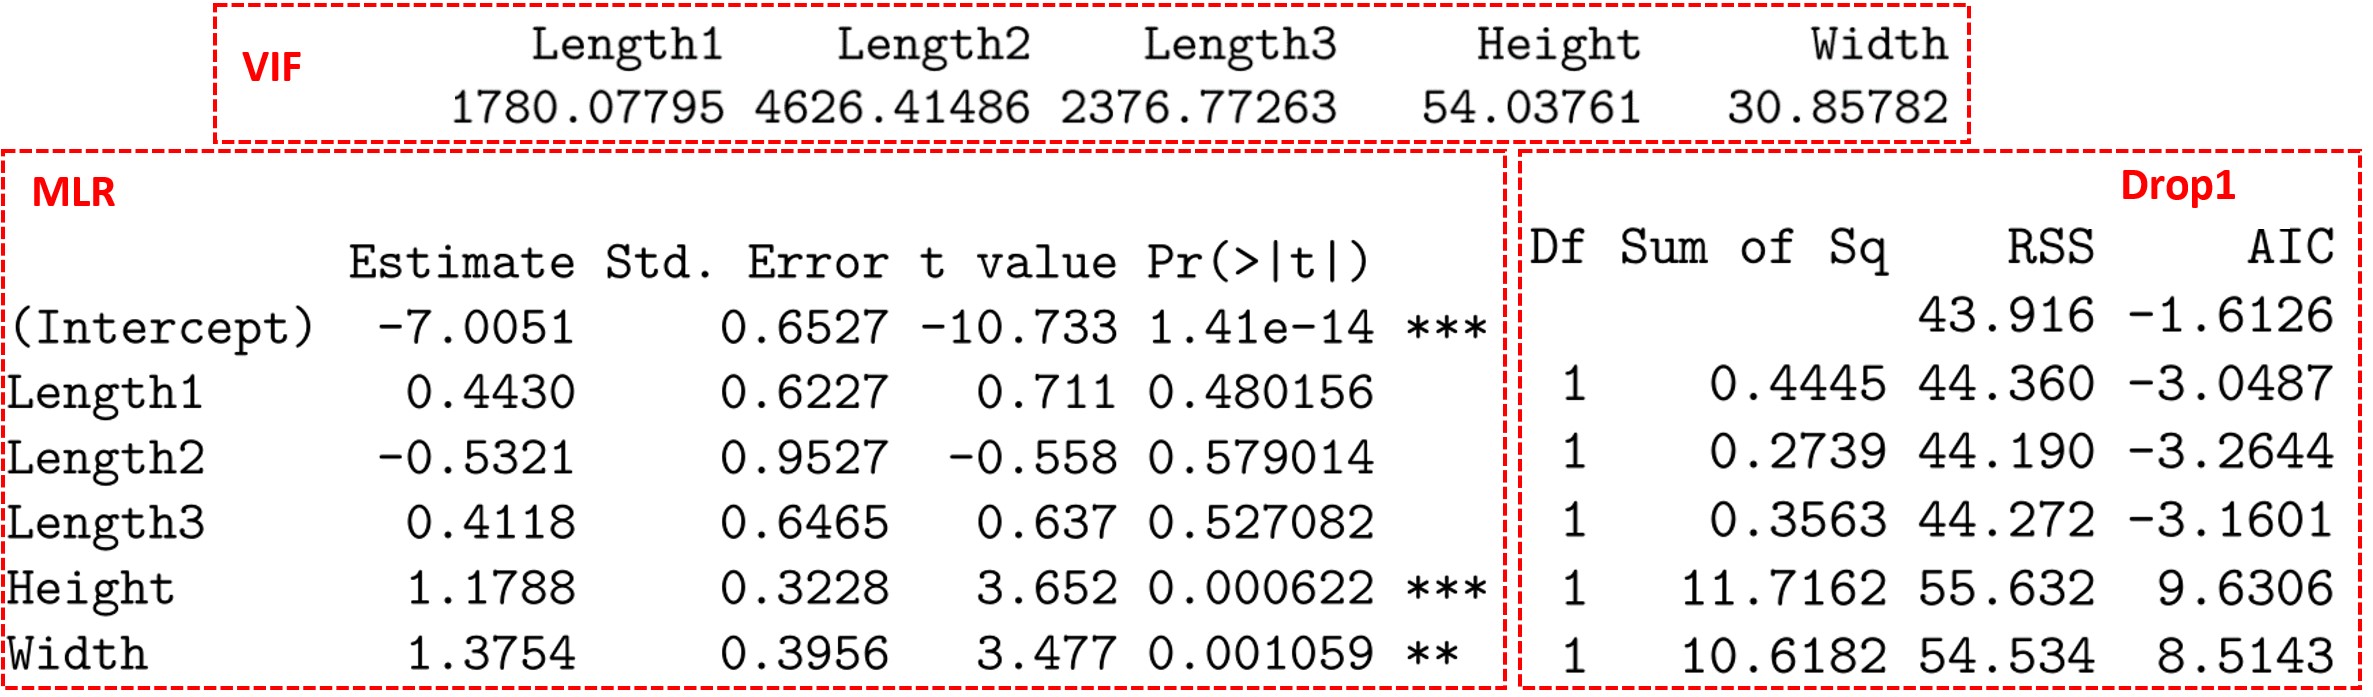 VIF
Length1 Length2 Length3 Height Width
1780.07795 4626.41486 2376.77263 54.03761 30.85782
MLR
Estimate Std. Error t value Pr(>|t|)
(Intercept) -7.0051 0.6527 -10.733 1.41e-14 ***
Length1 0.4430 0.6227 0.711 0.480156
Length2 -0.5321 0.9527 -0.558 0.579014
Length3 0.4118 0.6465 0.637 0.527082
Height 1.1788 0.3228 3.652 0.000622 ***
Width 1.3754 0.3956 3.477 0.001059 **
Drop1
Df Sum of Sq RSS AIC
43.916 -1.6126
1 0.4445 44.360 -3.0487
1 0.2739 44.190 -3.2644
1 0.3563 44.272 -3.1601
1 11.7162 55.632 9.6306
1 10.6182 54.534 8.5143